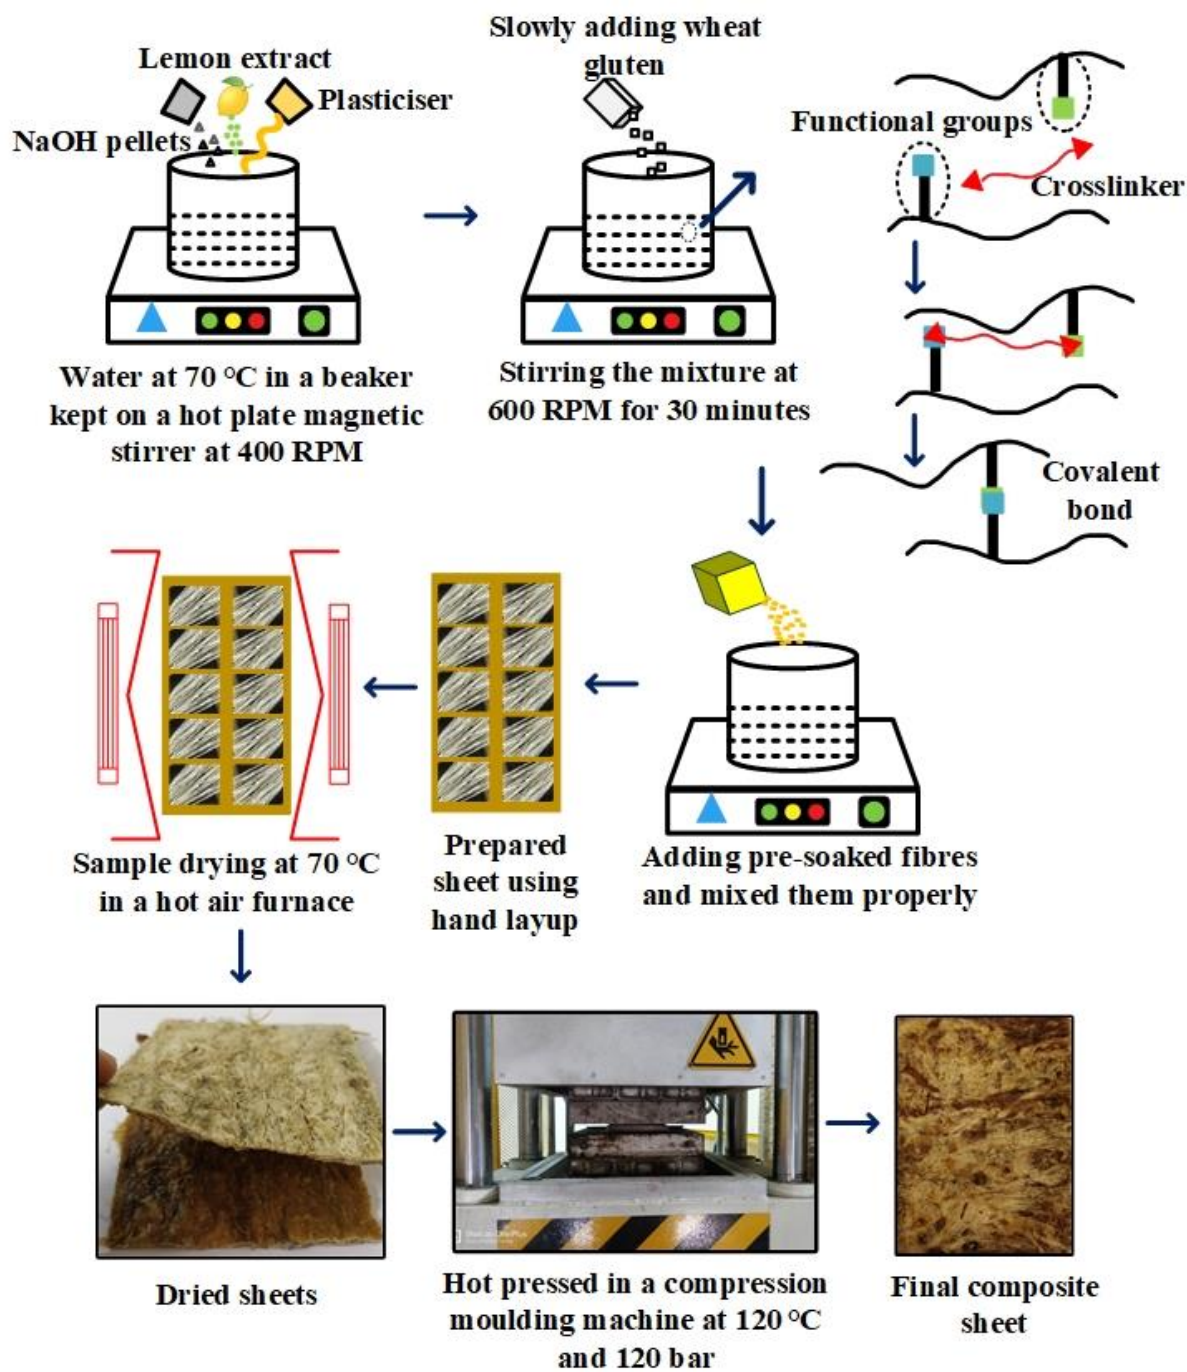 Lemon extract
Plasticiser
NaOH pellets
Water at 70 °C in a beaker
kept on a hot plate magnetic
stirrer at 400 RPM
Slowly adding wheat
gluten
Stirring the mixture at
600 RPM for 30 minutes
Functional groups
Crosslinker
Covalent
bond
Adding pre-soaked fibres
and mixed them properly
Prepared
sheet using
hand layup
Sample drying at 70 °C
in a hot air furnace
Dried sheets
Hot pressed in a compression
moulding machine at 120 °C
and 120 bar
Final composite
sheet